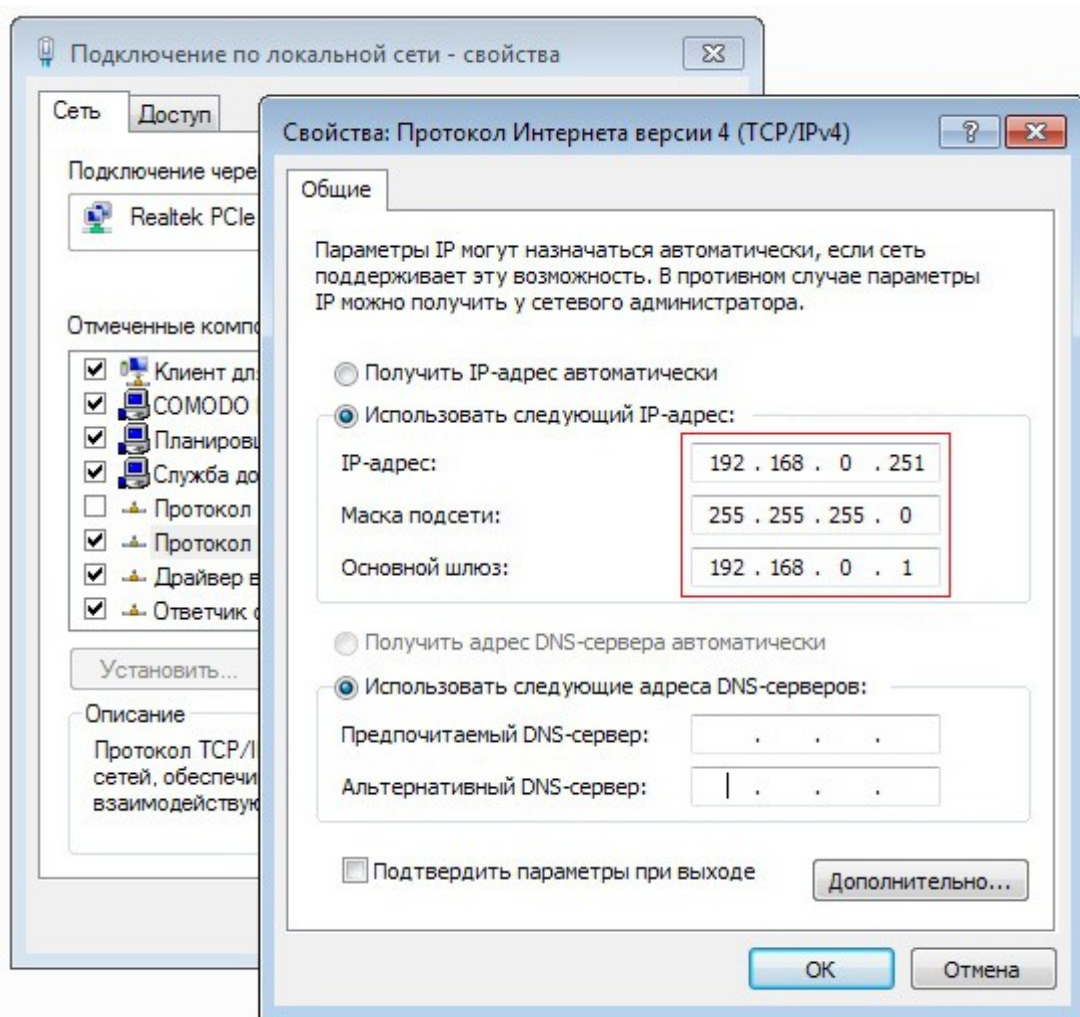 Подключение по локальной сети - свойства
Сеть
Доступ
Подключение чере
Realtek PCIe
Отмеченные компо
Клиент дл
COMODO
Планиров
Служба до
Протокол
Протокол
Драйвер в
Ответчик с
Установить...
Описание
Протокол TCP/I
сетей, обеспечи
взаимодействую
Свойства: Протокол Интернета версии 4 (TCP/IPv4)
Общие
Параметры IP могут назначаться автоматически, если сеть
поддерживает эту возможность. В противном случае параметры
IP можно получить у сетевого администратора.
Получить IP-адрес автоматически
Использовать следующий IP-адрес:
IP-адрес: 192 . 168 . 0 . 251
Маска подсети: 255 . 255 . 255 . 0
Основной шлюз: 192 . 168 . 0 . 1
Получить адрес DNS-сервера автоматически
Использовать следующие адреса DNS-серверов:
Предпочитаемый DNS-сервер: . . .
Альтернативный DNS-сервер: . . .
Подтвердить параметры при выходе
Дополнительно...
ОК
Отмена